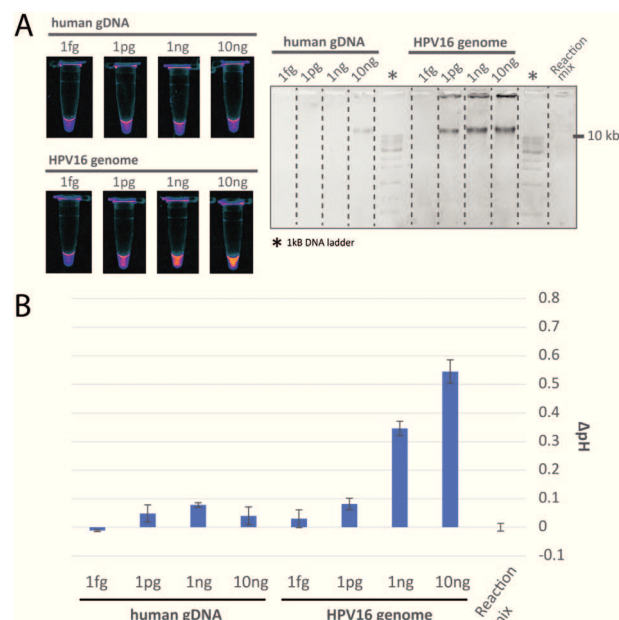 A
human gDNA
1fg 1pg 1ng 10ng
HPV16 genome
1fg 1pg 1ng 10ng
human gDNA HPV16 genome
1fg 1pg 1ng 10ng * 1fg 1pg 1ng 10ng * Reaction mix
10 kb
* 1kB DNA ladder
B
0.8
0.7
0.6
0.5
0.4
0.3
0.2
0.1
0
-0.1
ΔpH
1fg 1pg 1ng 10ng 1fg 1pg 1ng 10ng Reaction mix
human gDNA HPV16 genome